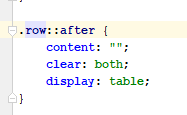 }
.row::after {
content: "";
clear: both;
display: table;
}